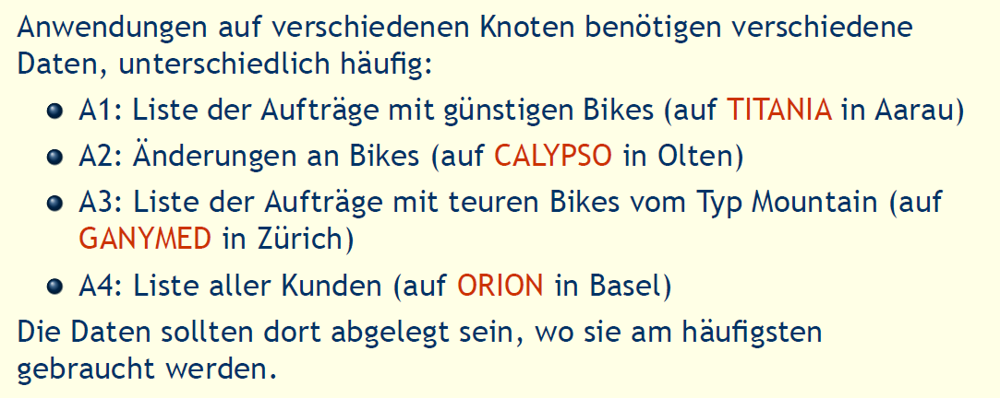 Anwendungen auf verschiedenen Knoten benötigen verschiedene
Daten, unterschiedlich häufig:
A1: Liste der Aufträge mit günstigen Bikes (auf TITANIA in Aarau)
A2: Änderungen an Bikes (auf CALYPSO in Olten)
A3: Liste der Aufträge mit teuren Bikes vom Typ Mountain (auf
GANYMED in Zürich)
A4: Liste aller Kunden (auf ORION in Basel)
Die Daten sollten dort abgelegt sein, wo sie am häufigsten
gebraucht werden.